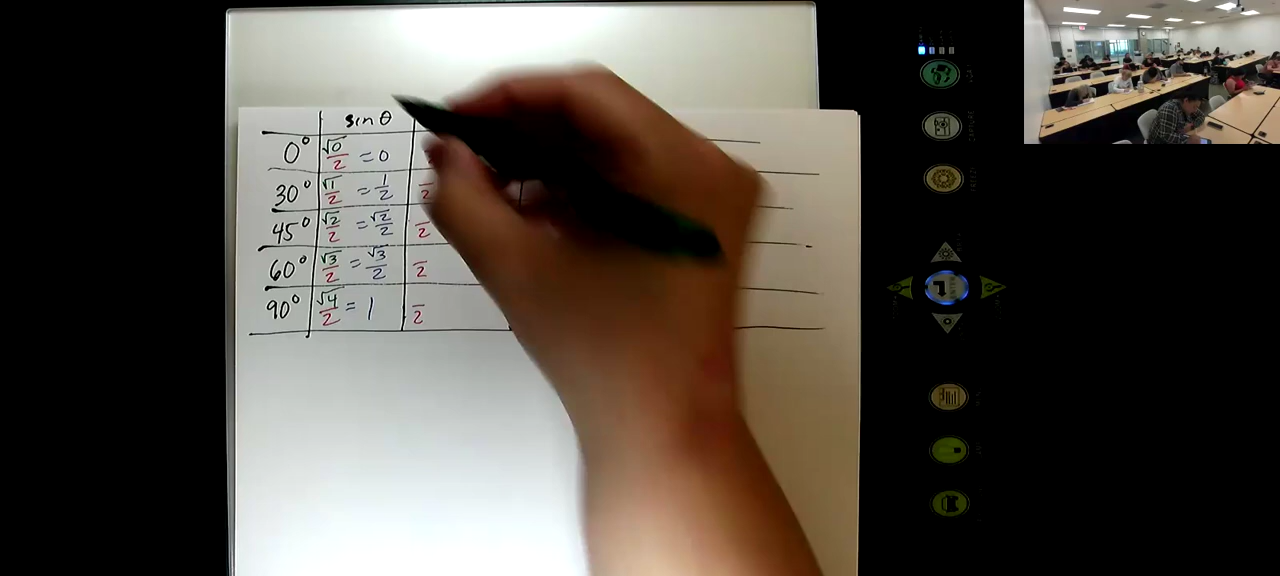 sin θ
0° √0/2 = 0
30° √1/2 = 1/2 /2
45° √2/2 = √2/2 /2
60° √3/2 = √3/2 /2
90° √4/2 = 1 /2